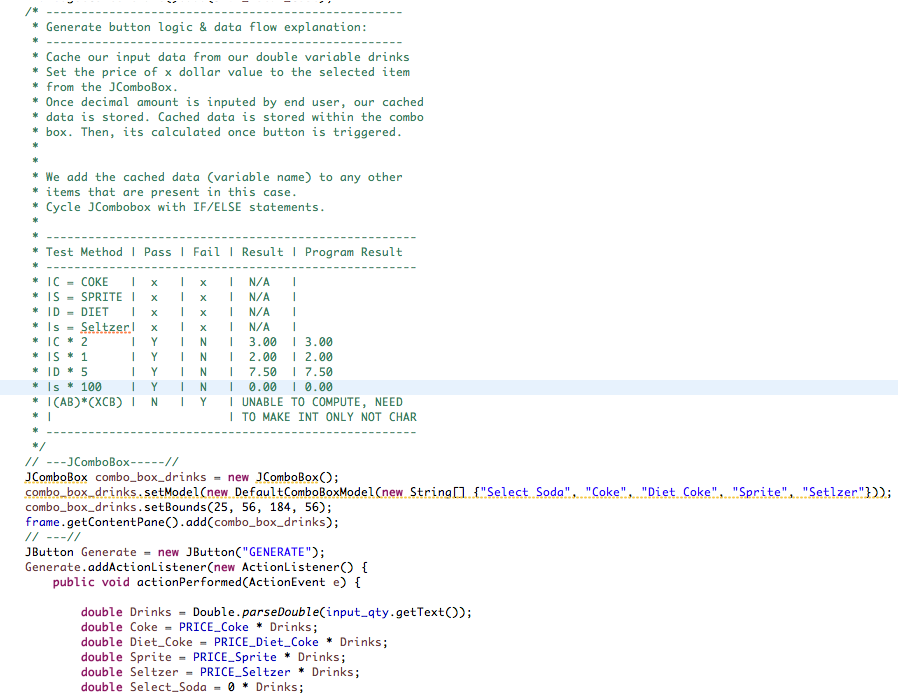 /* ---------------------------------------------------
* Generate button logic & data flow explanation:
* ---------------------------------------------------
* Cache our input data from our double variable drinks
* Set the price of x dollar value to the selected item
* from the JComboBox.
* Once decimal amount is inputed by end user, our cached
* data is stored. Cached data is stored within the combo
* box. Then, its calculated once button is triggered.
*
*
* We add the cached data (variable name) to any other
* items that are present in this case.
* Cycle JCombobox with IF/ELSE statements.
*
* -----------------------------------------------------
* Test Method | Pass | Fail | Result | Program Result
* -----------------------------------------------------
* |C = COKE   |  x   |  x   |  N/A   |
* |S = SPRITE |  x   |  x   |  N/A   |
* |D = DIET   |  x   |  x   |  N/A   |
* |s = Seltzer|  x   |  x   |  N/A   |
* |C * 2      |  Y   |  N   |  3.00  | 3.00
* |S * 1      |  Y   |  N   |  2.00  | 2.00
* |D * 5      |  Y   |  N   |  7.50  | 7.50
* |s * 100    |  Y   |  N   |  0.00  | 0.00
* |(AB)*(XCB) |  N   |  Y   | UNABLE TO COMPUTE, NEED
* |                         | TO MAKE INT ONLY NOT CHAR
* -----------------------------------------------------
*/
// ---JComboBox-----//
JComboBox combo_box_drinks = new JComboBox();
combo_box_drinks.setModel(new DefaultComboBoxModel(new String[] {"Select Soda", "Coke", "Diet Coke", "Sprite", "Setlzer"}));
combo_box_drinks.setBounds(25, 56, 184, 56);
frame.getContentPane().add(combo_box_drinks);
// ---//
JButton Generate = new JButton("GENERATE");
Generate.addActionListener(new ActionListener() {
public void actionPerformed(ActionEvent e) {
double Drinks = Double.parseDouble(input_qty.getText());
double Coke = PRICE_Coke * Drinks;
double Diet_Coke = PRICE_Diet_Coke * Drinks;
double Sprite = PRICE_Sprite * Drinks;
double Seltzer = PRICE_Seltzer * Drinks;
double Select_Soda = 0 * Drinks;